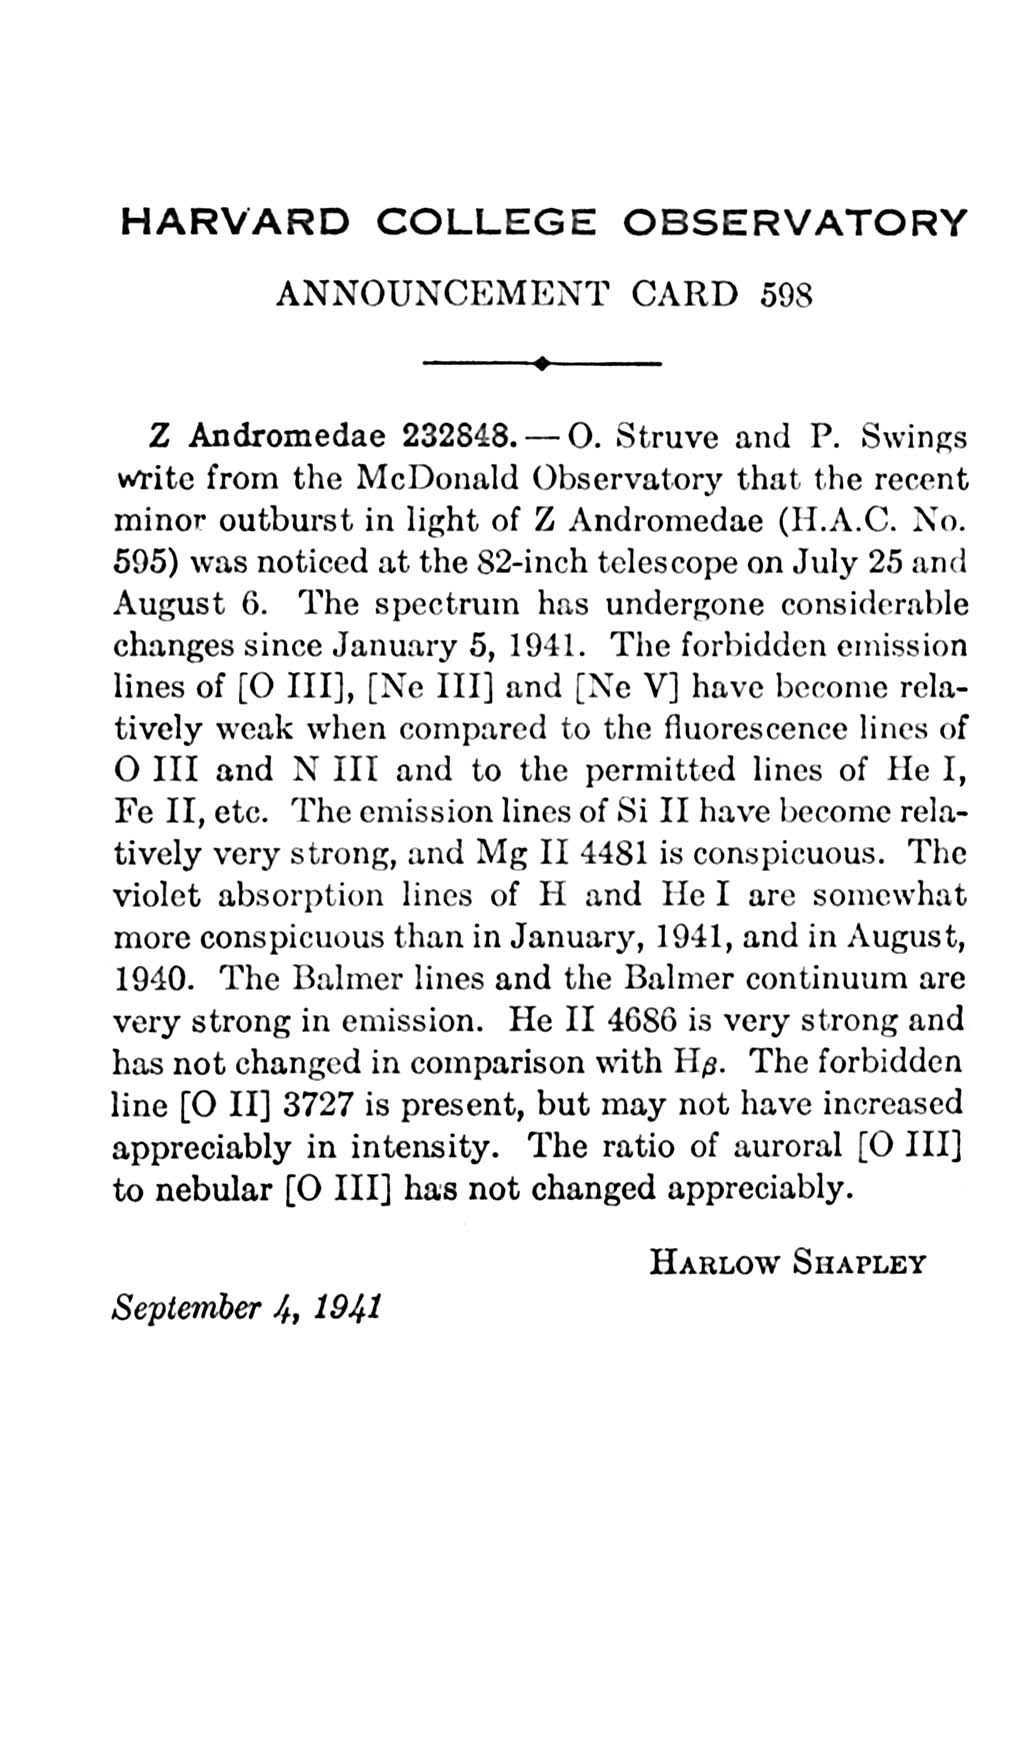 HARVARD COLLEGE OBSERVATORY
ANNOUNCEMENT CARD 598
Z Andromedae 232848. — O. Struve and P. Swings
write from the McDonald Observatory that the recent
minor outburst in light of Z Andromedae (H.A.C. No.
595) was noticed at the 82-inch telescope on July 25 and
August 6. The spectrum has undergone considerable
changes since January 5, 1941. The forbidden emission
lines of [O III], [Ne III] and [Ne V] have become rela-
tively weak when compared to the fluorescence lines of
O III and N III and to the permitted lines of He I,
Fe II, etc. The emission lines of Si II have become rela-
tively very strong, and Mg II 4481 is conspicuous. The
violet absorption lines of H and He I are somewhat
more conspicuous than in January, 1941, and in August,
1940. The Balmer lines and the Balmer continuum are
very strong in emission. He II 4686 is very strong and
has not changed in comparison with Hβ. The forbidden
line [O II] 3727 is present, but may not have increased
appreciably in intensity. The ratio of auroral [O III]
to nebular [O III] has not changed appreciably.
HARLOW SHAPLEY
September 4, 1941